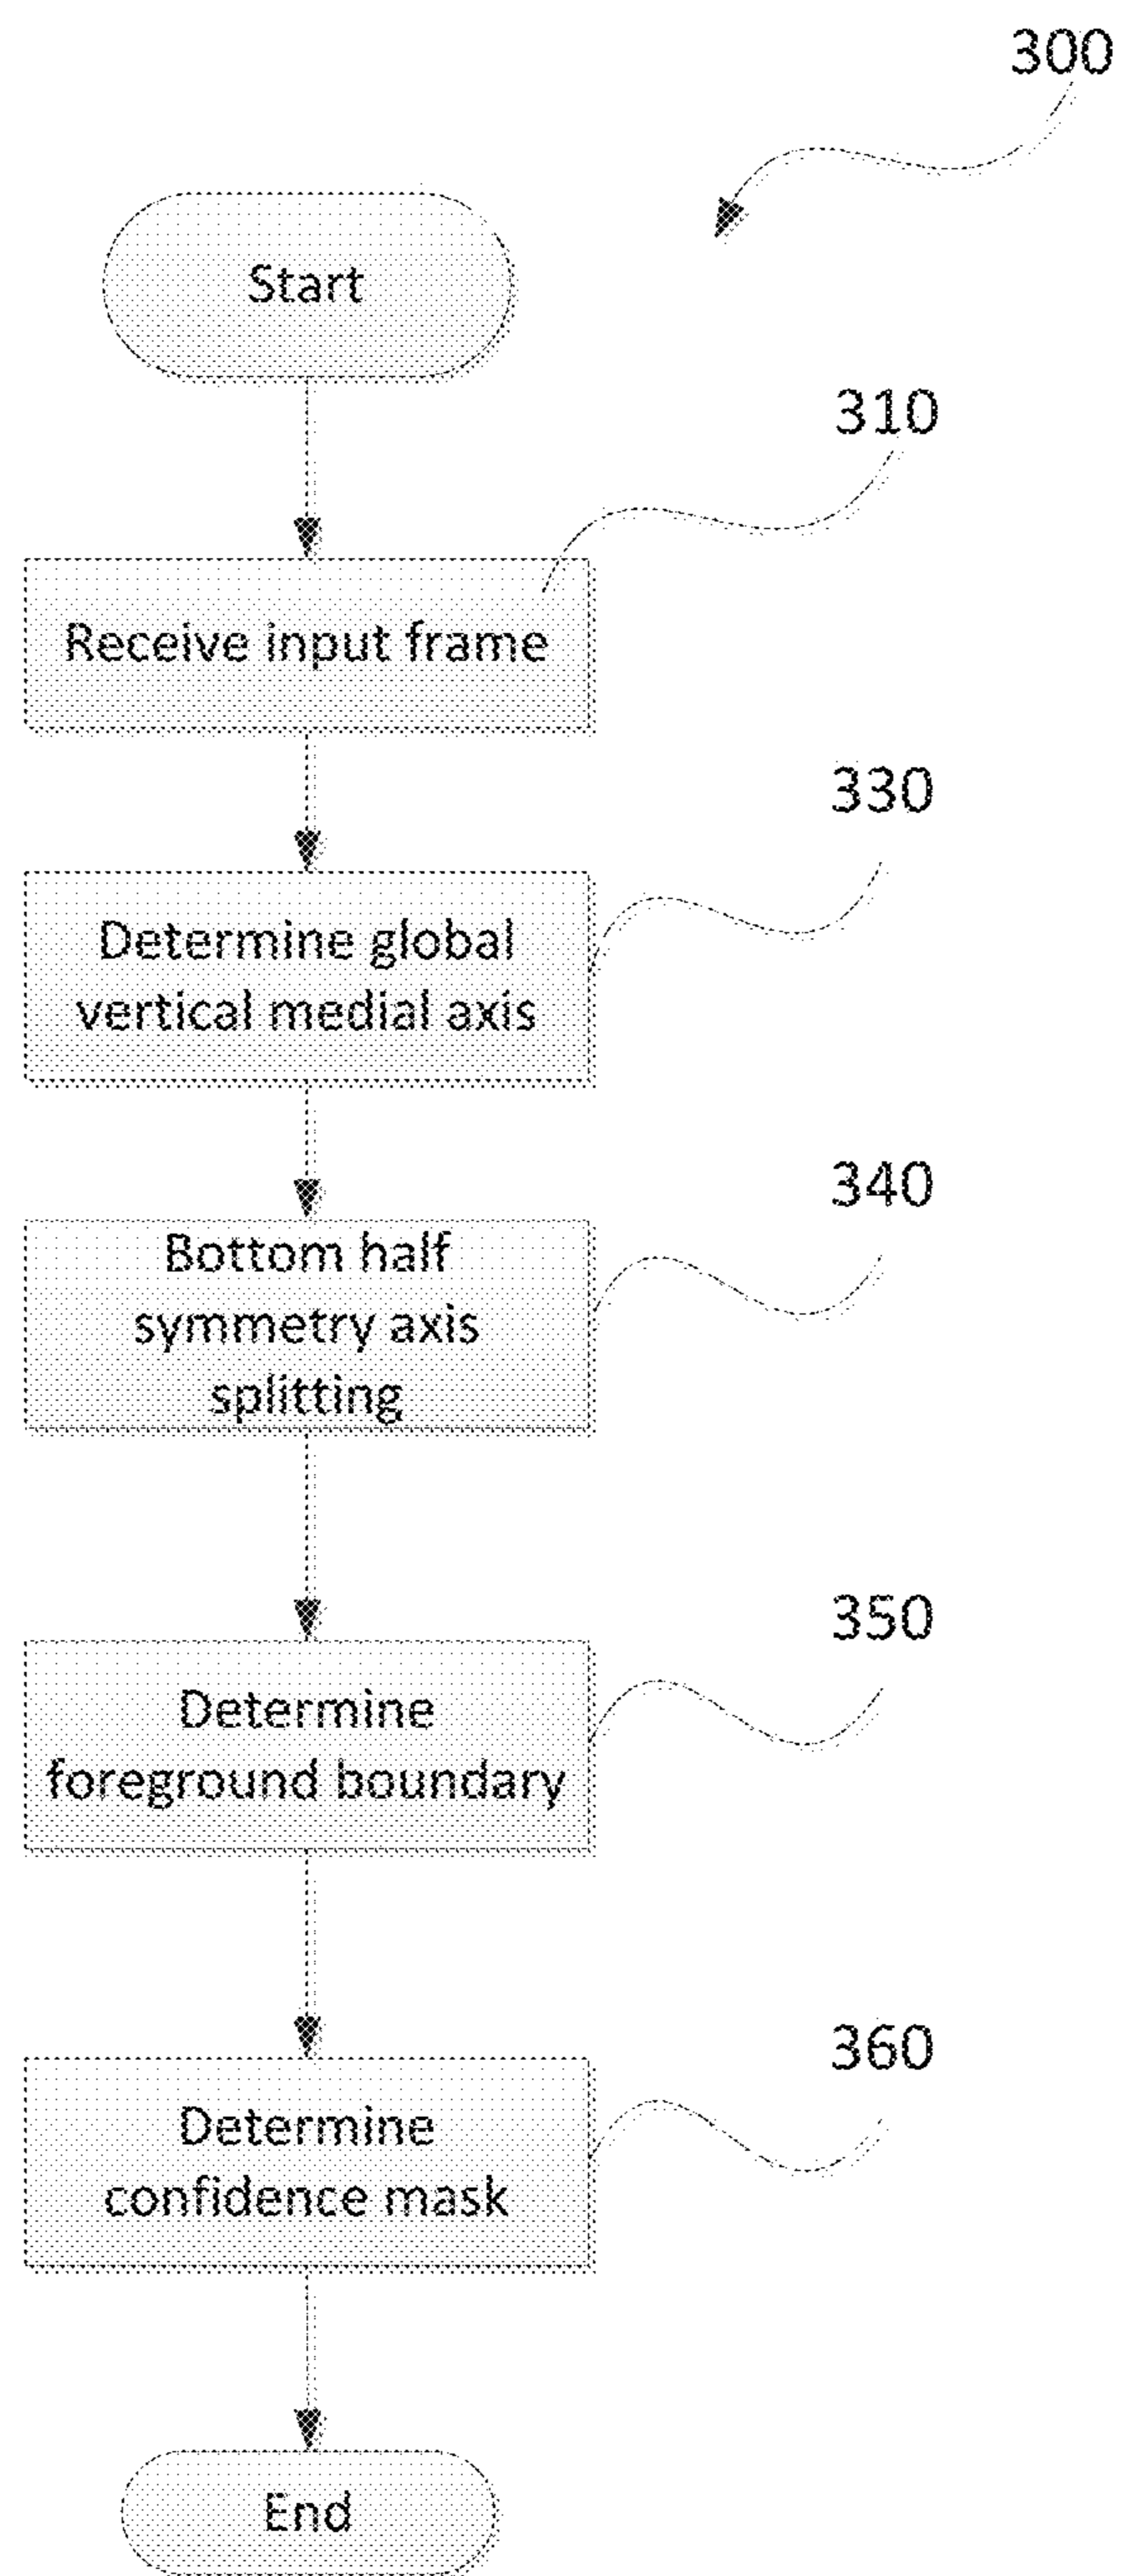 300
Start
310
Receive input frame
330
Determine global
vertical medial axis
340
Bottom half
symmetry axis
splitting
350
Determine
foreground boundary
360
Determine
confidence mask
End